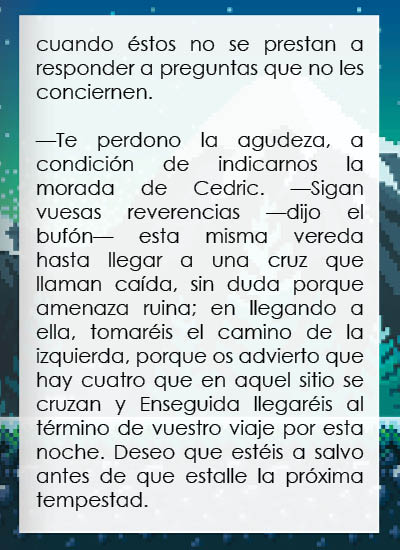 cuando éstos no se prestan a
responder a preguntas que no les
conciernen.
—Te perdono la agudeza, a
condición de indicarnos la
morada de Cedric. —Sigan
vuesas reverencias —dijo el
bufón— esta misma vereda
hasta llegar a una cruz que
llaman caída, sin duda porque
amenaza ruina; en llegando a
ella, tomaréis el camino de la
izquierda, porque os advierto que
hay cuatro que en aquel sitio se
cruzan y Enseguida llegaréis al
término de vuestro viaje por esta
noche. Deseo que estéis a salvo
antes de que estalle la próxima
tempestad.